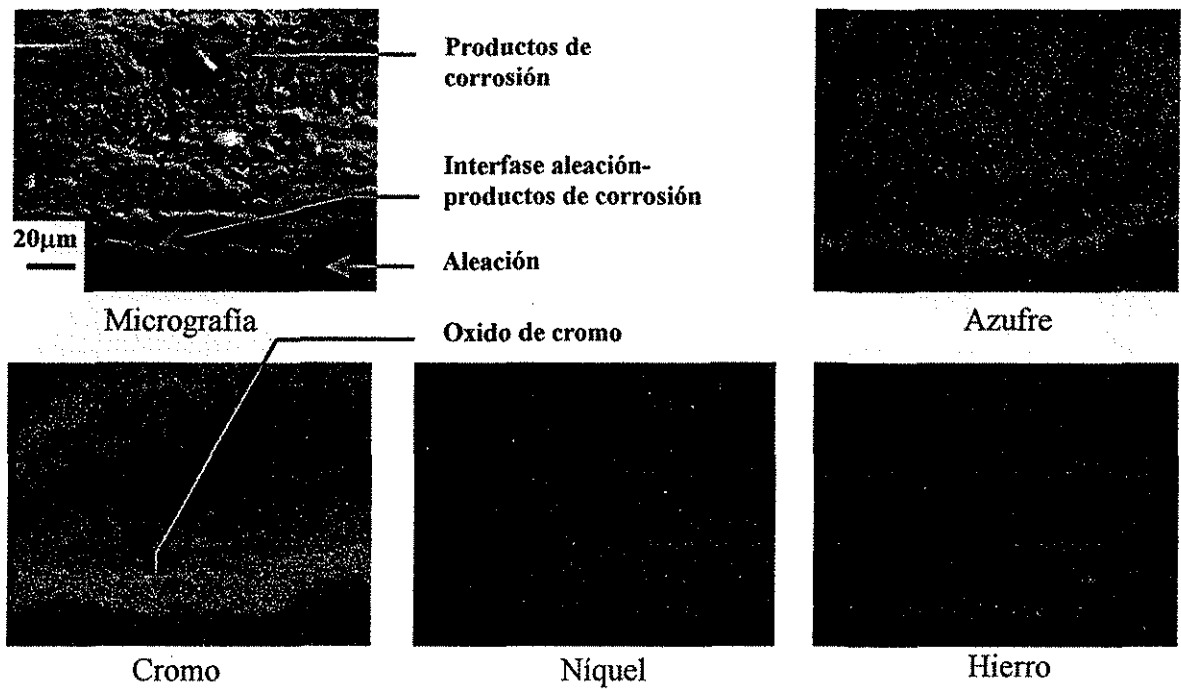 Productos de
corrosión
Interfase aleación-
productos de corrosión
20µm
Aleación
Micrografía
Azufre
Oxido de cromo
Cromo
Níquel
Hierro